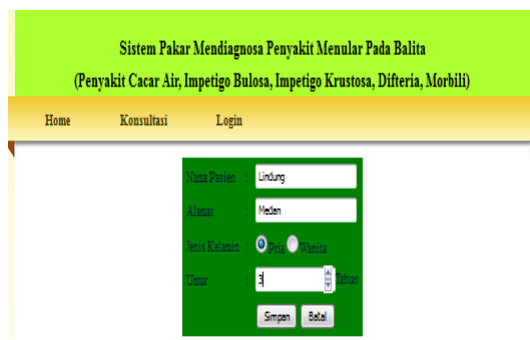 Sistem Pakar Mendiagnosa Penyakit Menular Pada Balita
(Penyakit Cacar Air, Impetigo Bulosa, Impetigo Krustosa, Difteria, Morbili)
Home Konsultasi Login
Nama Pasien : Lindung
Alamat : Medan
Jenis Kelamin : Pria Wanita
Umur : 3 Tahun
Simpan Batal